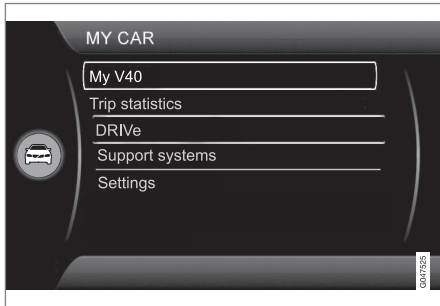 MY CAR
My V40
Trip statistics
DRIVe
Support systems
Settings
G047525